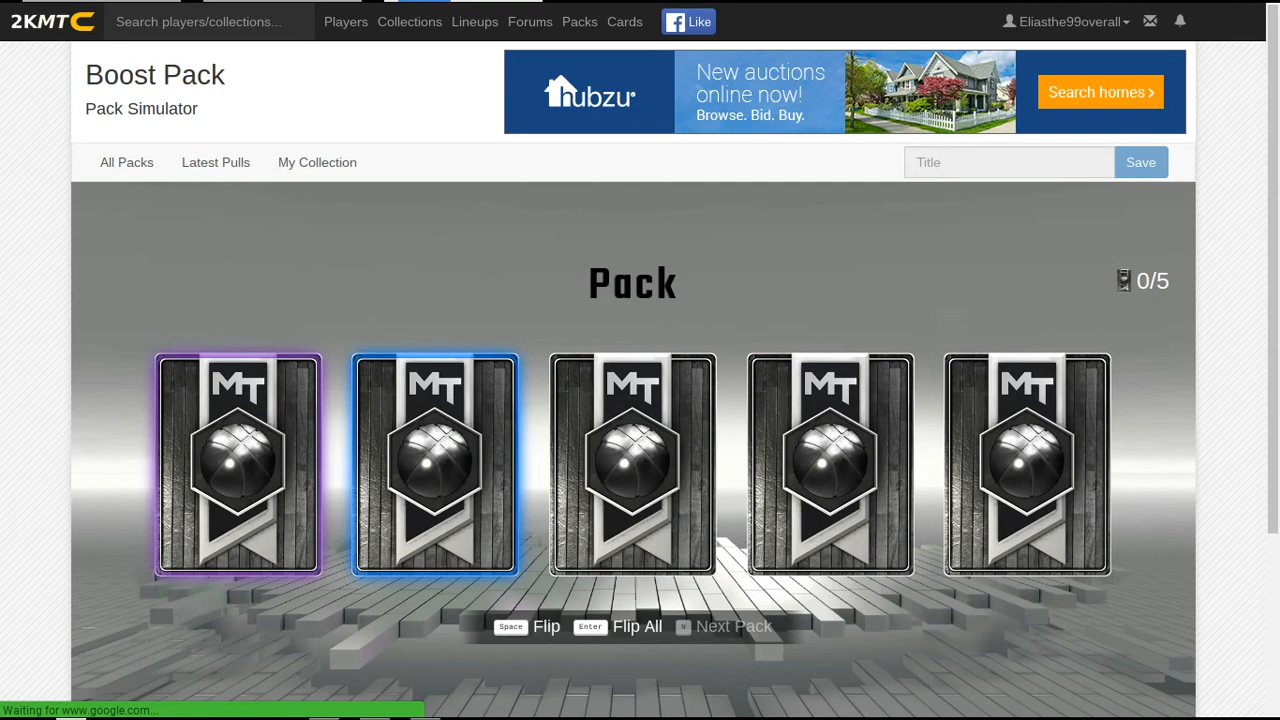 2KMTC Search players/collections... Players Collections Lineups Forums Packs Cards Like Eliasthe99overall
Boost Pack
Pack Simulator
hubzu
New auctions
online now!
Browse. Bid. Buy.
Search homes
All Packs Latest Pulls My Collection Title Save
Pack
0/5
MT MT MT MT MT
Space Flip Enter Flip All N Next Pack
Waiting for www.google.com...